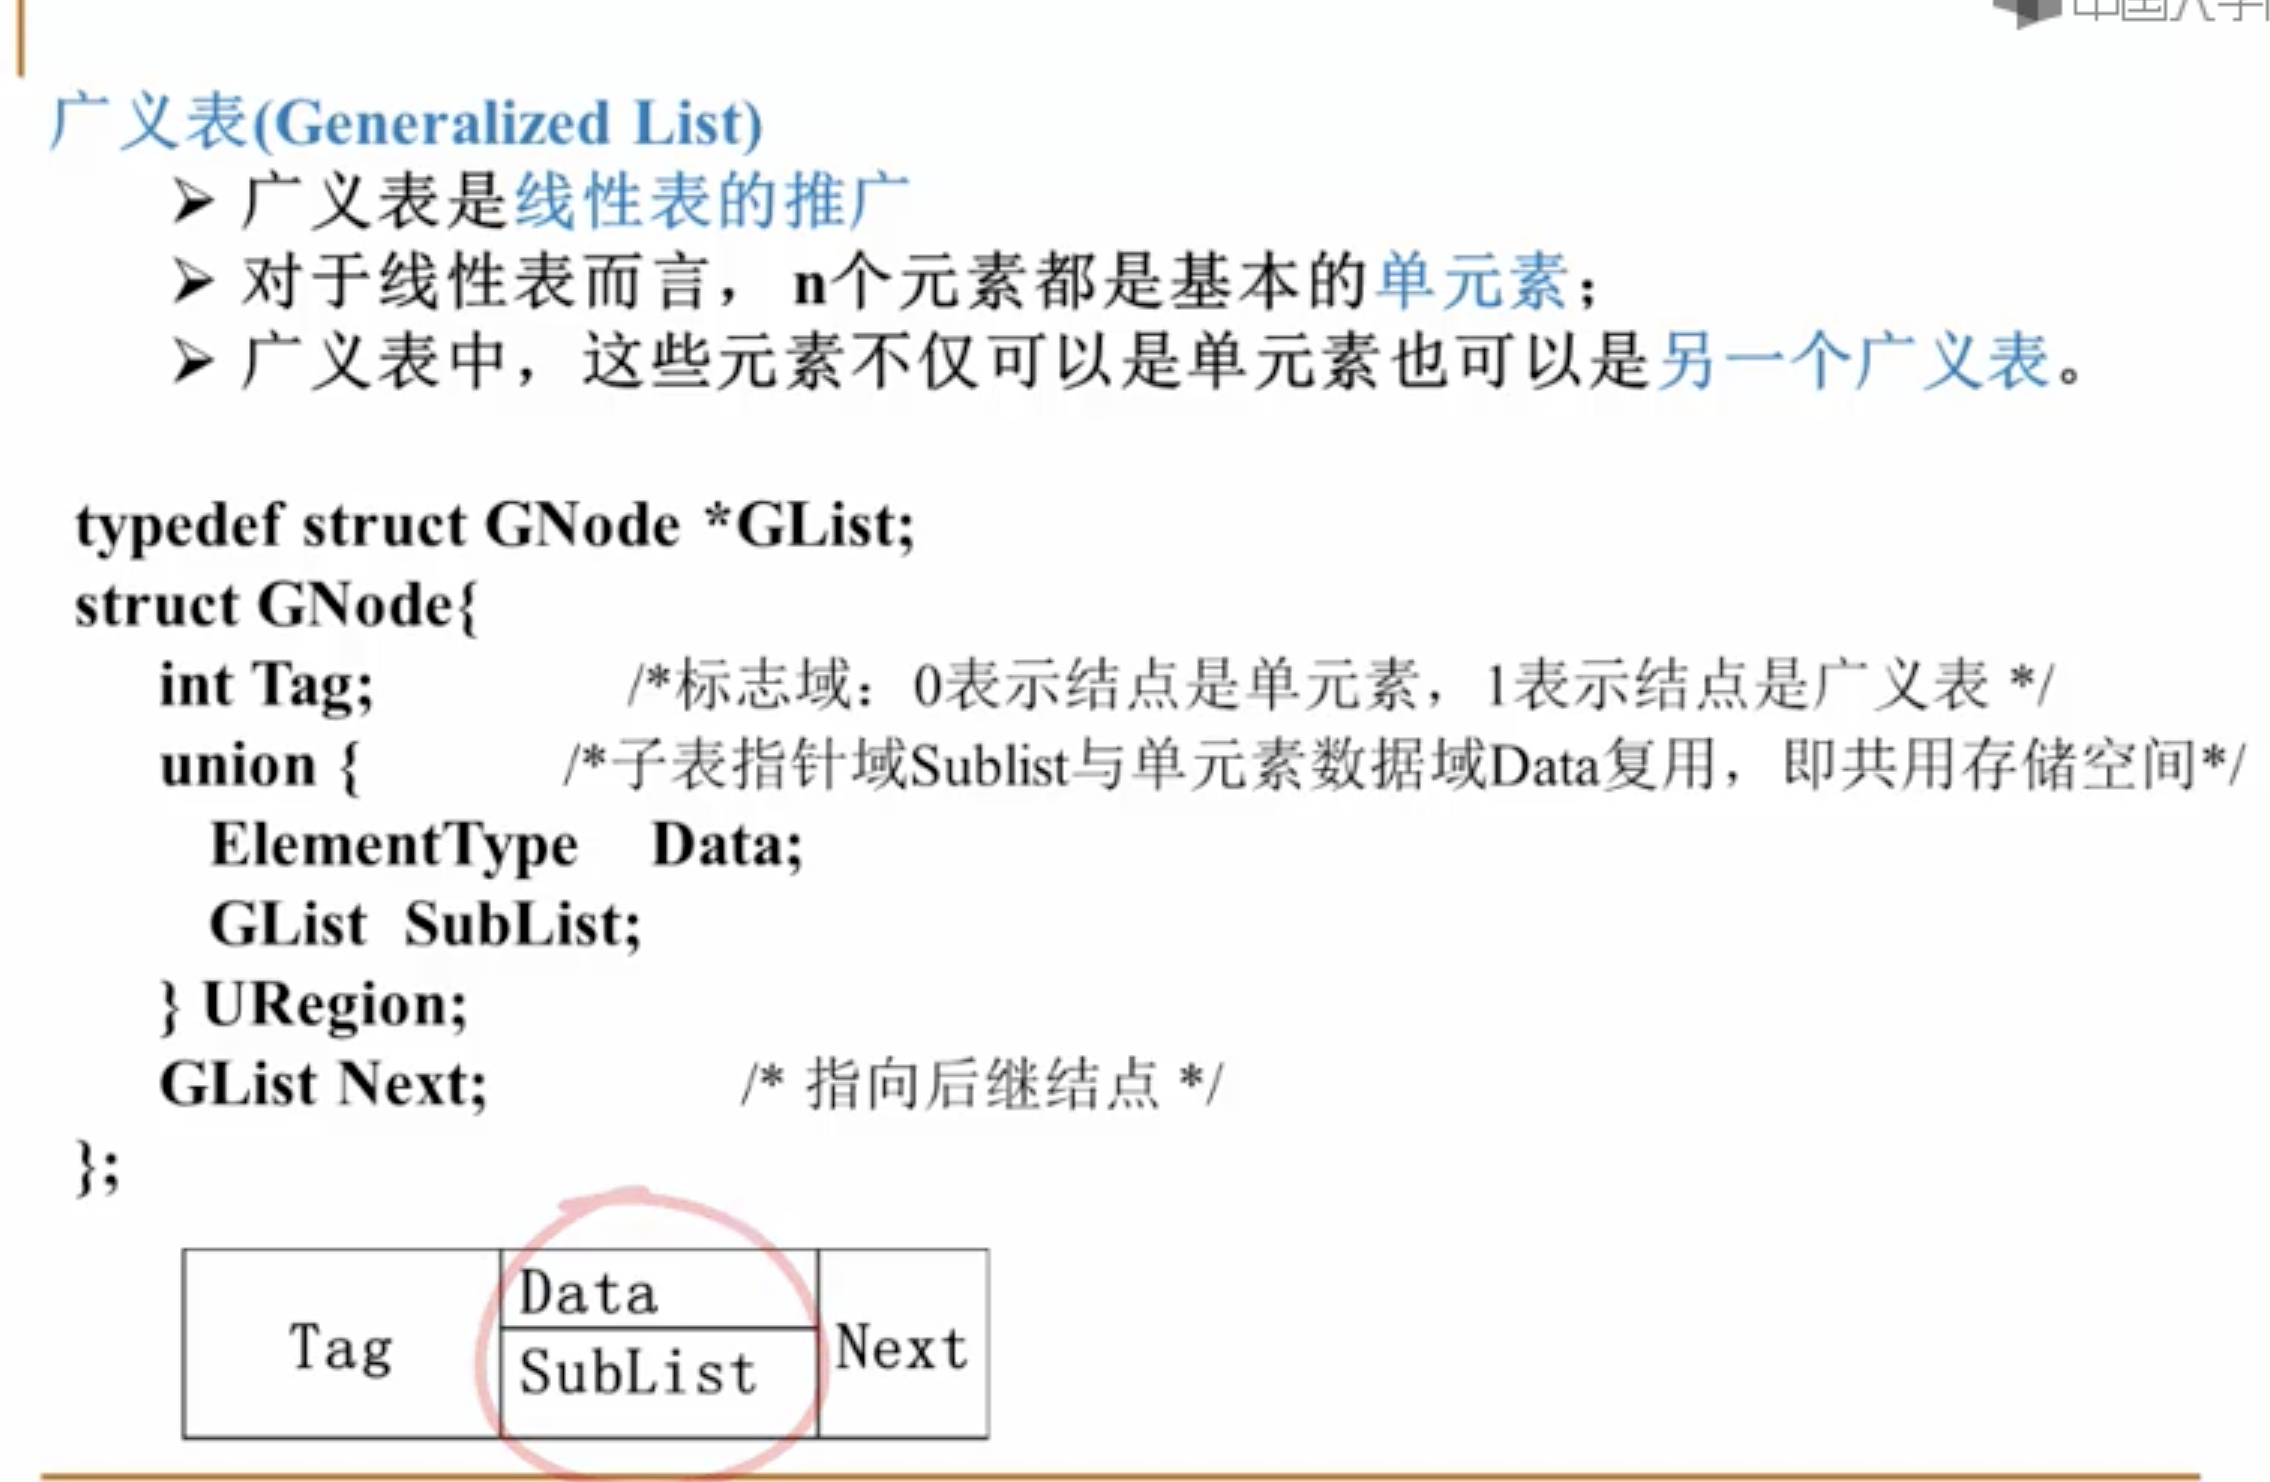 中国大学
广义表(Generalized List)
➢ 广义表是线性表的推广
➢ 对于线性表而言， n个元素都是基本的单元素；
➢ 广义表中，这些元素不仅可以是单元素也可以是另一个广义表。
typedef struct GNode *GList;
struct GNode{
int Tag; /*标志域：0表示结点是单元素，1表示结点是广义表 */
union { /*子表指针域Sublist与单元素数据域Data复用，即共用存储空间*/
ElementType Data;
GList SubList;
} URegion;
GList Next; /* 指向后继结点 */
};
Data
Tag Next
SubList